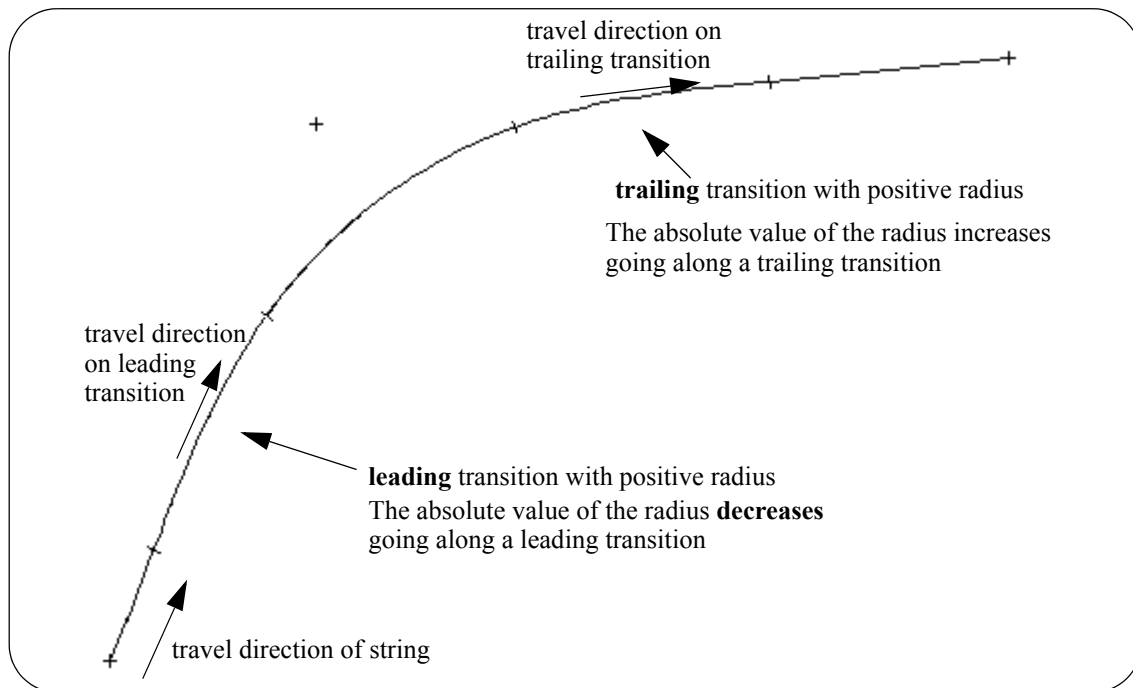 travel direction on
trailing transition
trailing transition with positive radius
The absolute value of the radius increases
going along a trailing transition
travel direction
on leading
transition
leading transition with positive radius
The absolute value of the radius decreases
going along a leading transition
travel direction of string